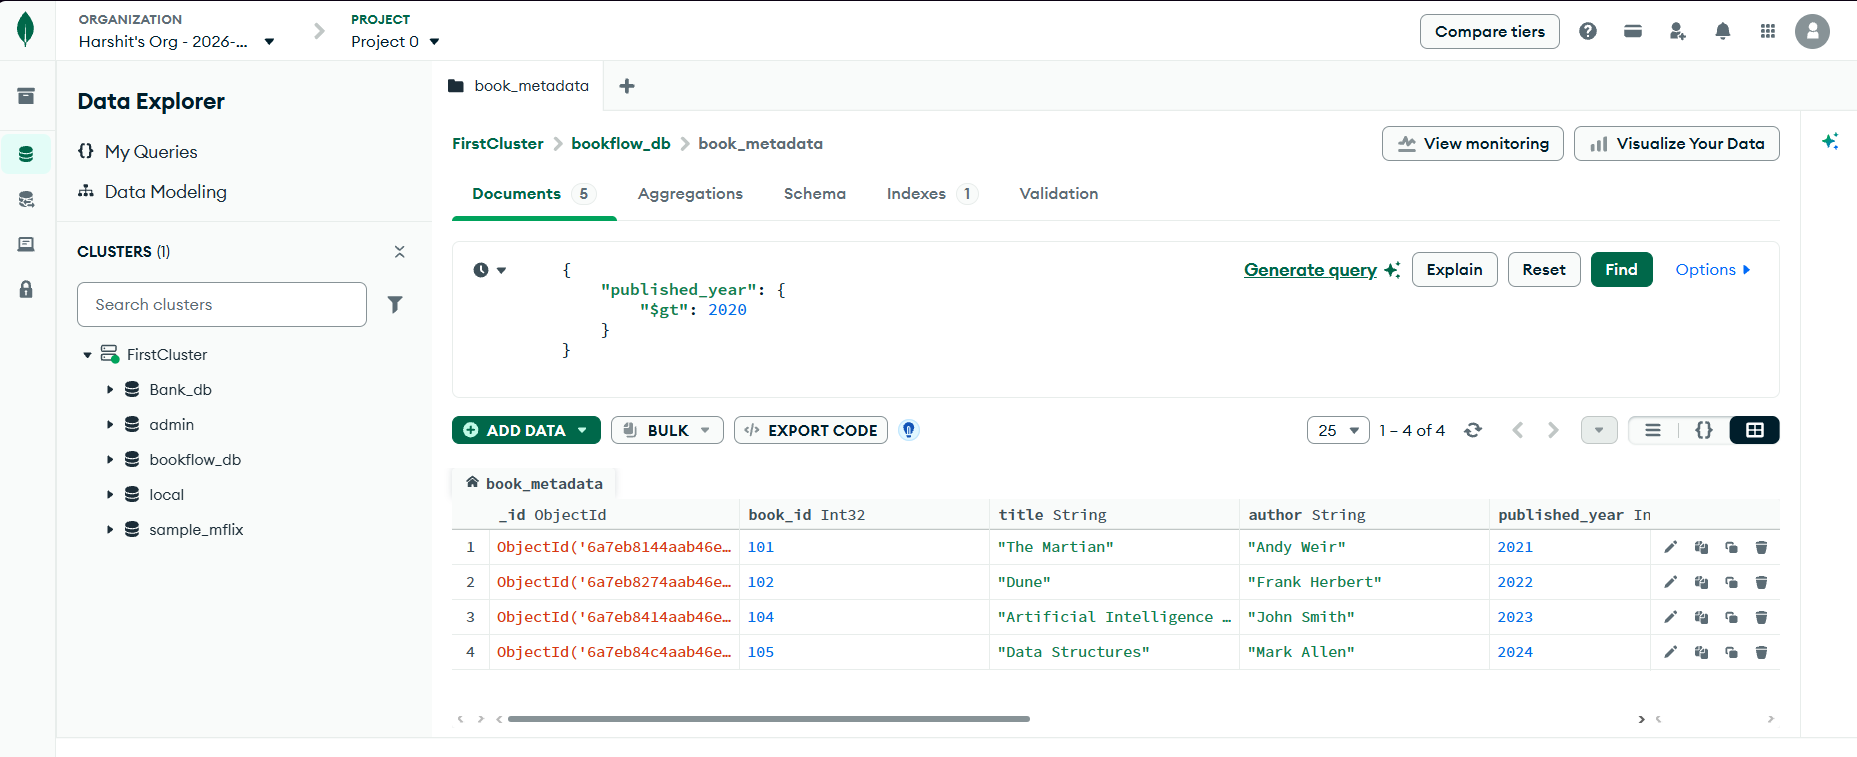 ORGANIZATION
Harshit's Org - 2026-...
PROJECT
Project 0
Compare tiers
Data Explorer
My Queries
Data Modeling
CLUSTERS (1)
Search clusters
FirstCluster
Bank_db
admin
bookflow_db
local
sample_mflix
book_metadata
FirstCluster > bookflow_db > book_metadata
View monitoring
Visualize Your Data
Documents 5 Aggregations Schema Indexes 1 Validation
{
"published_year": {
"$gt": 2020
}
}
Generate query Explain Reset Find Options
ADD DATA BULK EXPORT CODE 25 1 – 4 of 4
book_metadata
_id ObjectId book_id Int32 title String author String published_year In
1 ObjectId('6a7eb8144aab46e… 101 "The Martian" "Andy Weir" 2021
2 ObjectId('6a7eb8274aab46e… 102 "Dune" "Frank Herbert" 2022
3 ObjectId('6a7eb8414aab46e… 104 "Artificial Intelligence … "John Smith" 2023
4 ObjectId('6a7eb84c4aab46e… 105 "Data Structures" "Mark Allen" 2024